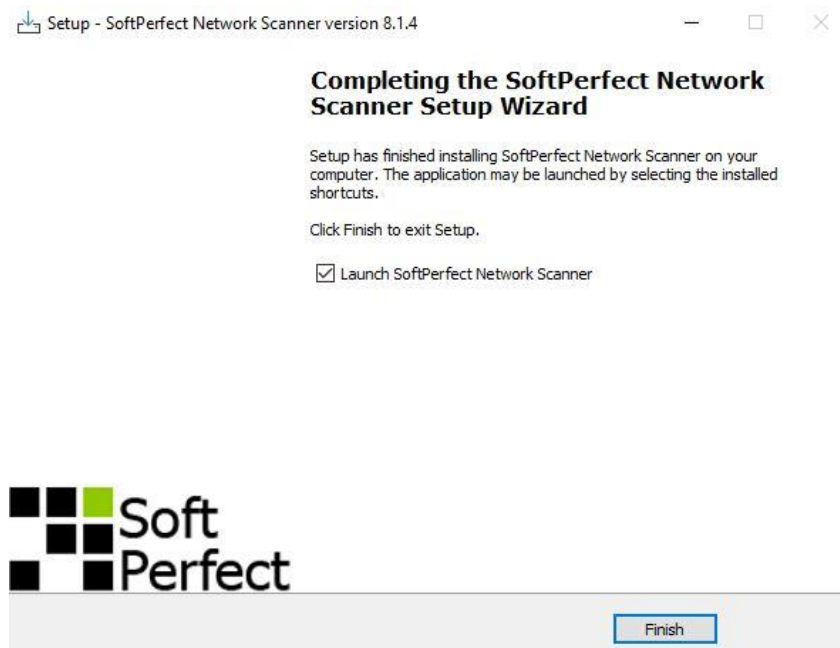 Setup - SoftPerfect Network Scanner version 8.1.4
Completing the SoftPerfect Network
Scanner Setup Wizard
Setup has finished installing SoftPerfect Network Scanner on your
computer. The application may be launched by selecting the installed
shortcuts.
Click Finish to exit Setup.
Launch SoftPerfect Network Scanner
Soft
Perfect
Finish